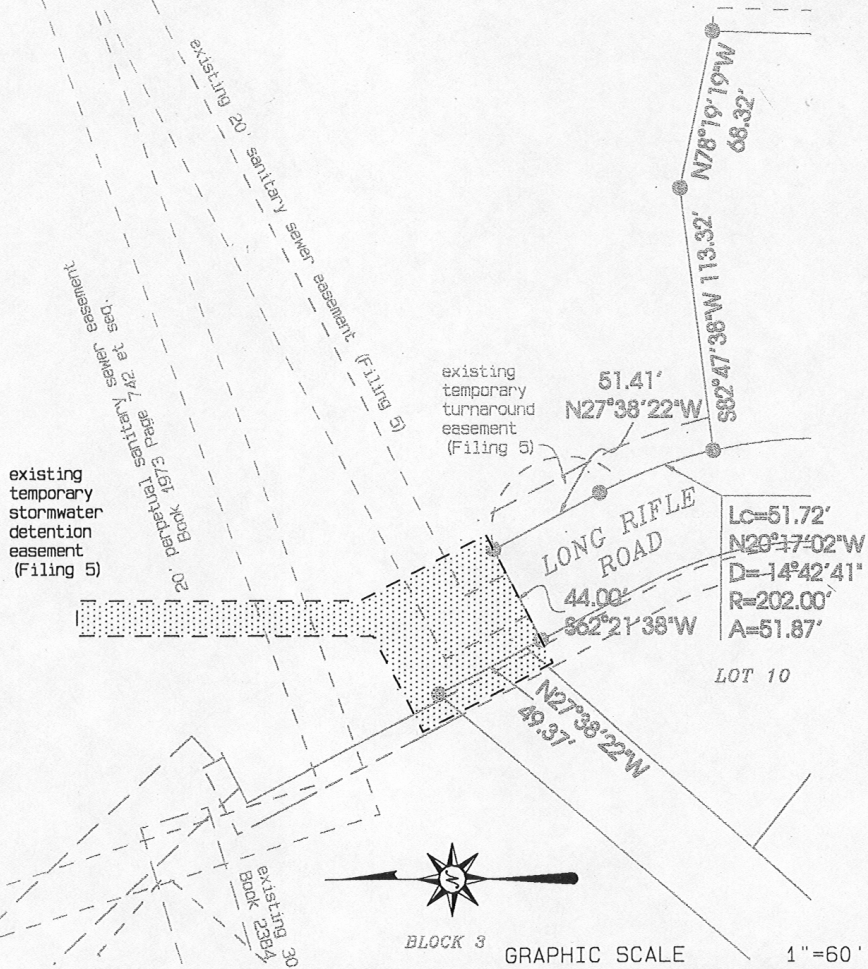 existing 20' sanitary sewer easement (Filing 5)
N78°19'19"W
68.32'
S82°47'38"W 113.32'
20' perpetual sanitary sewer easement
Book 1973 Page 742 et seq.
existing
temporary
turnaround
easement
(Filing 5)
51.41'
N27°38'22"W
existing
temporary
stormwater
detention
easement
(Filing 5)
LONG RIFLE
ROAD
Lc=51.72'
N20°17'02"W
D=14°42'41"
R=202.00'
A=51.87'
44.00'
S62°21'38"W
LOT 10
N27°38'22"W
49.37'
existing 30
Book 2384
N
BLOCK 3
GRAPHIC SCALE 1"=60'